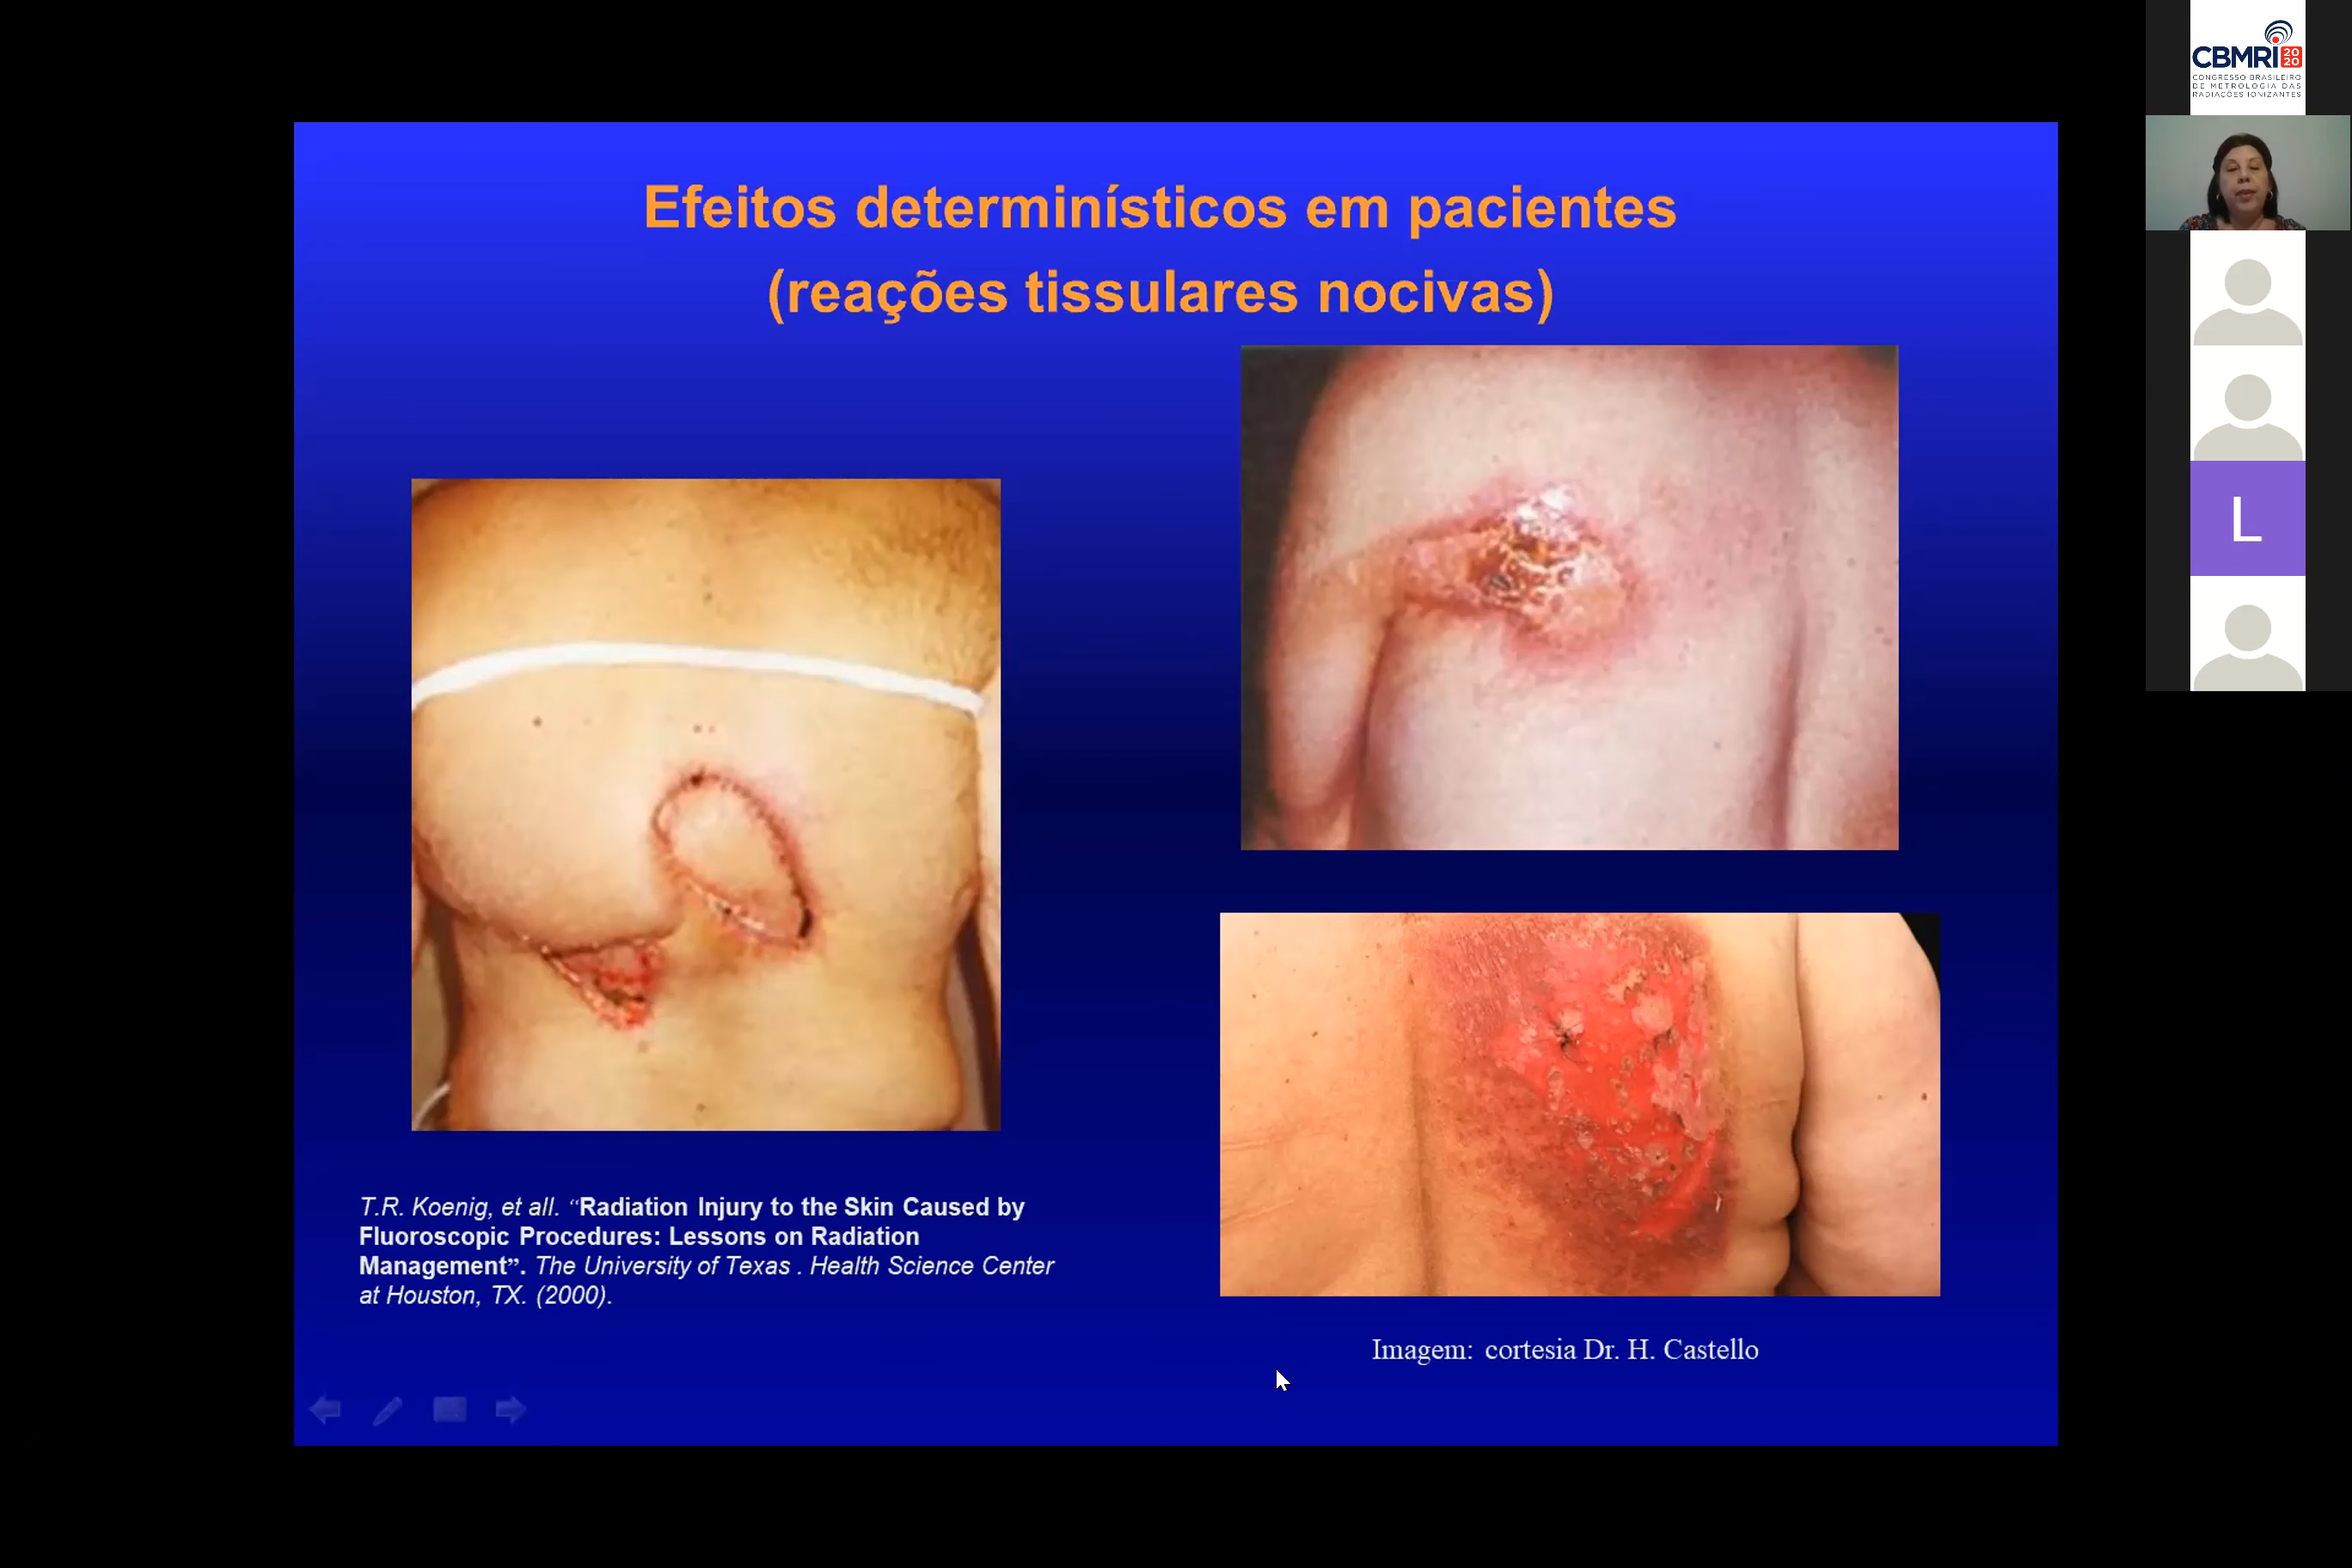 CBMRI 20
20
CONGRESSO BRASILEIRO
DE METROLOGIA DAS
RADIAÇÕES IONIZANTES
Efeitos determinísticos em pacientes
(reações tissulares nocivas)
L
T.R. Koenig, et all. “Radiation Injury to the Skin Caused by
Fluoroscopic Procedures: Lessons on Radiation
Management”. The University of Texas . Health Science Center
at Houston, TX. (2000).
Imagem: cortesia Dr. H. Castello